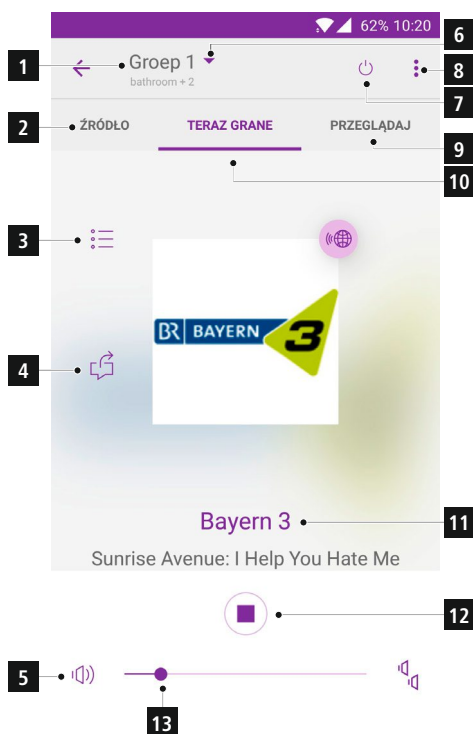 62% 10:20
6
1
Groep 1
8
bathroom + 2
7
2
ŹRÓDŁO
TERAZ GRANE
PRZEGLĄDAJ
9
10
3
BR BAYERN 3
4
Bayern 3
11
Sunrise Avenue: I Help You Hate Me
12
5
13